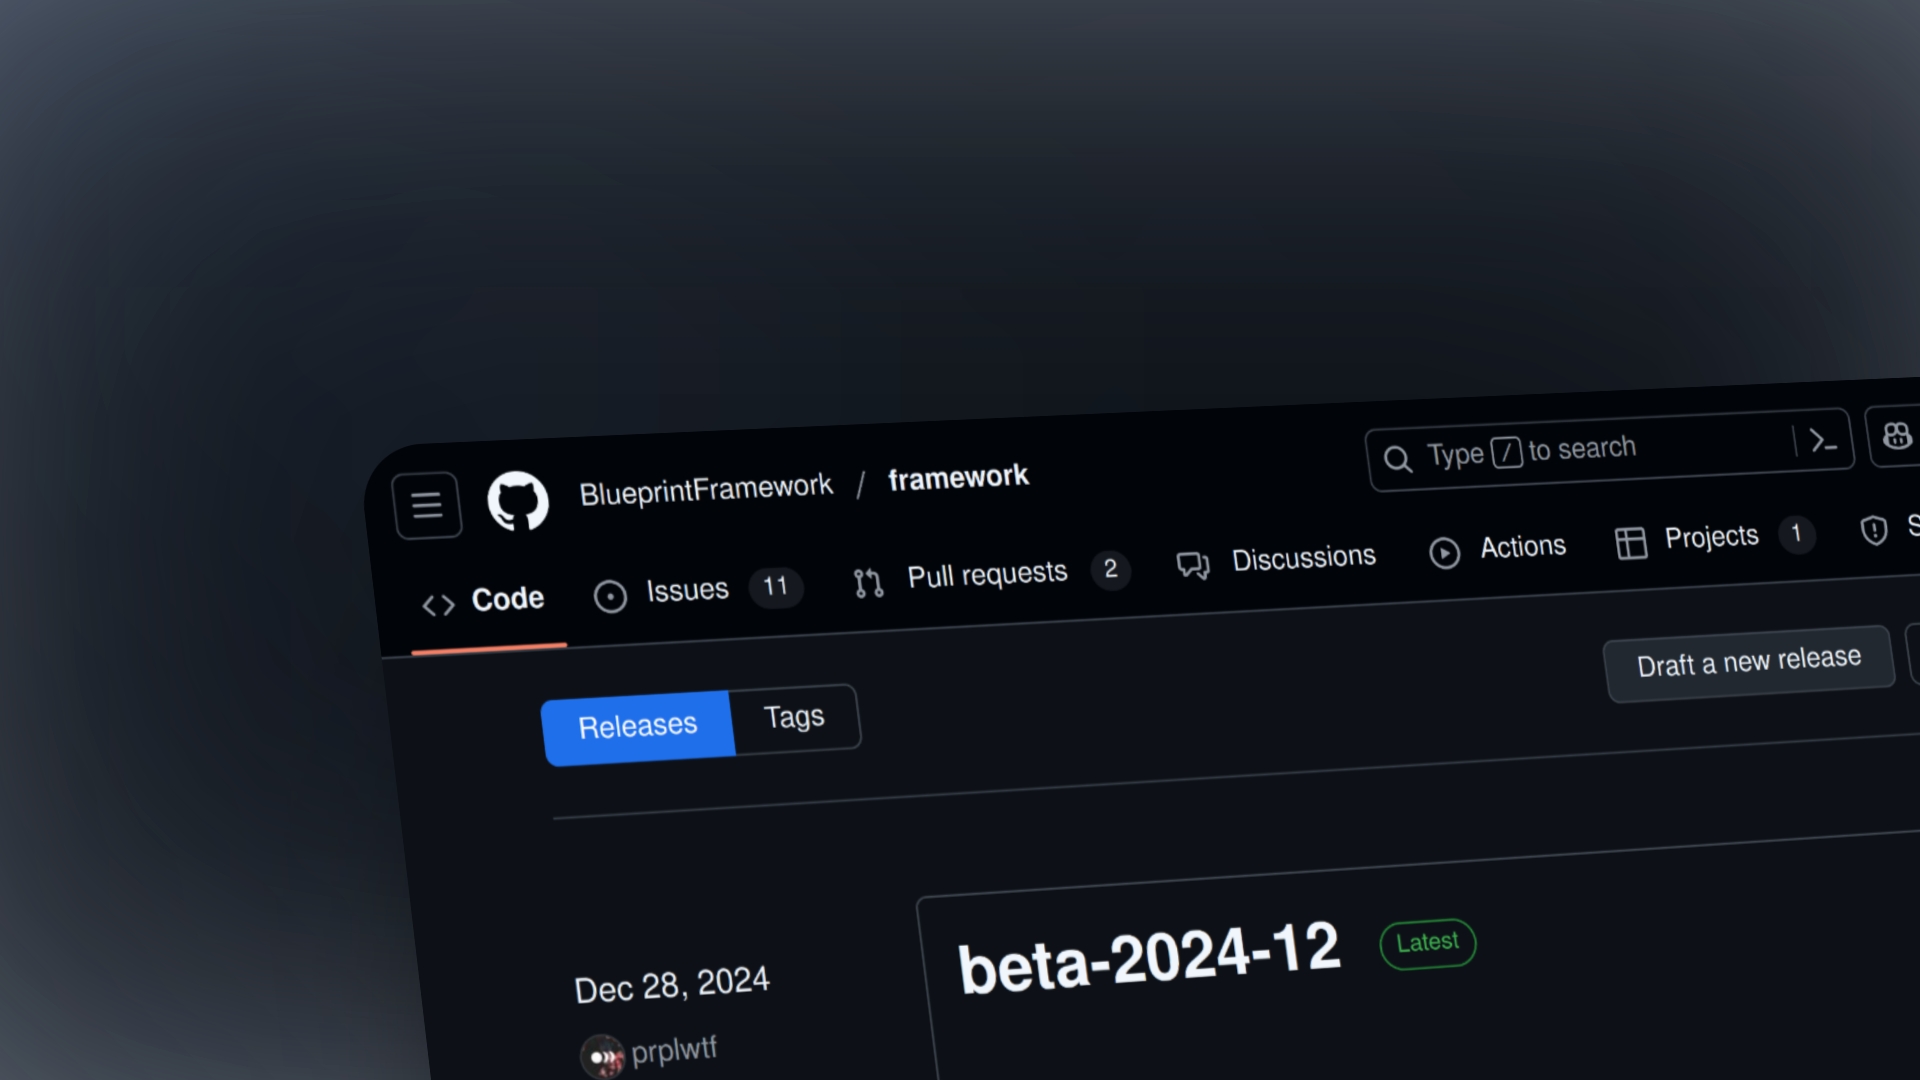 BlueprintFramework / framework
Type / to search
Code Issues 11 Pull requests 2 Discussions Actions Projects 1 S
Releases Tags
Draft a new release
beta-2024-12 Latest
Dec 28, 2024
prplwtf